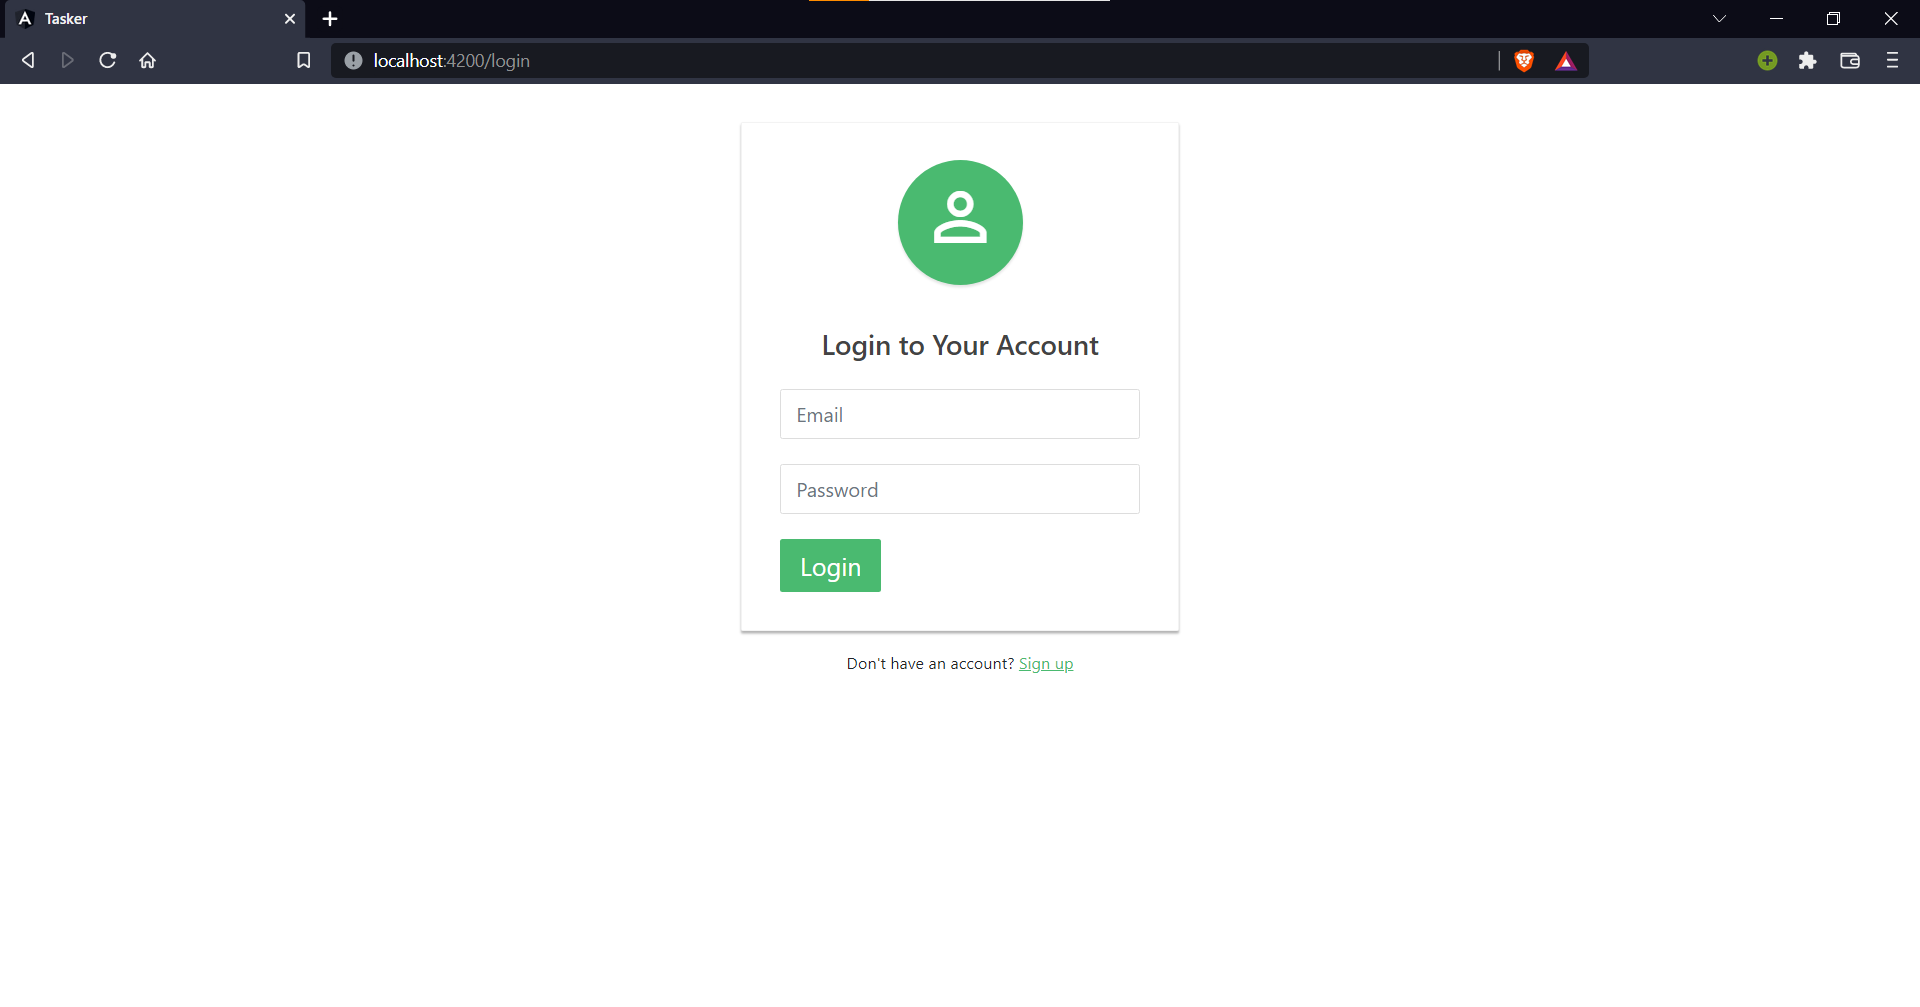 Tasker
localhost:4200/login
Login to Your Account
Email
Password
Login
Don't have an account? Sign up